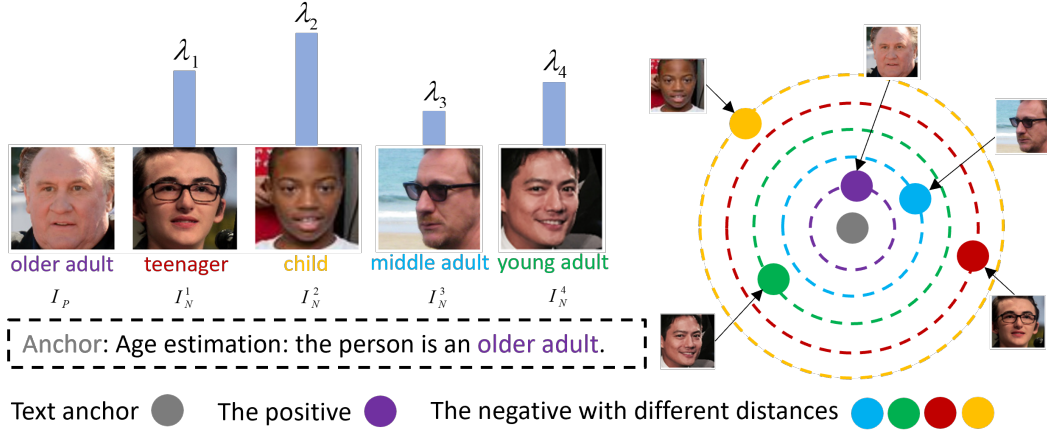 λ1 λ2 λ3 λ4
older adult teenager child middle adult young adult
I_P I_N^1 I_N^2 I_N^3 I_N^4
Anchor: Age estimation: the person is an older adult.
Text anchor The positive The negative with different distances